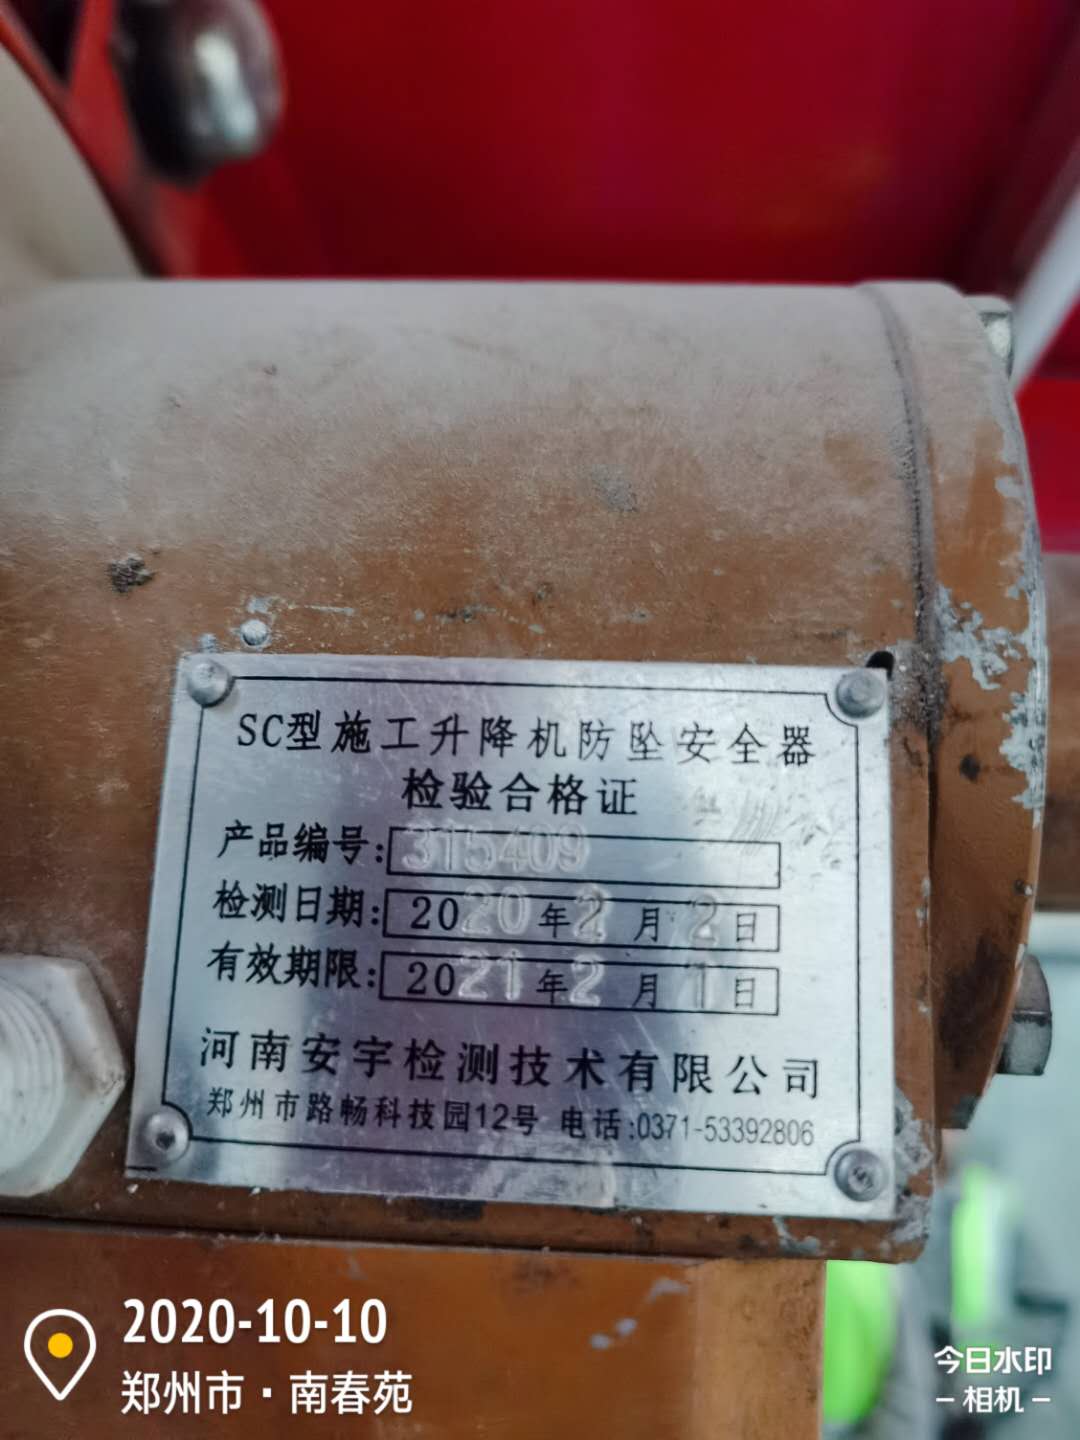 SC型施工升降机防坠安全器
检验合格证
产品编号:315409
检测日期:2020年2月2日
有效期限:2021年2月1日
河南安宇检测技术有限公司
郑州市路畅科技园12号 电话:0371-53392806
2020-10-10
郑州市·南春苑
今日水印
-相机-